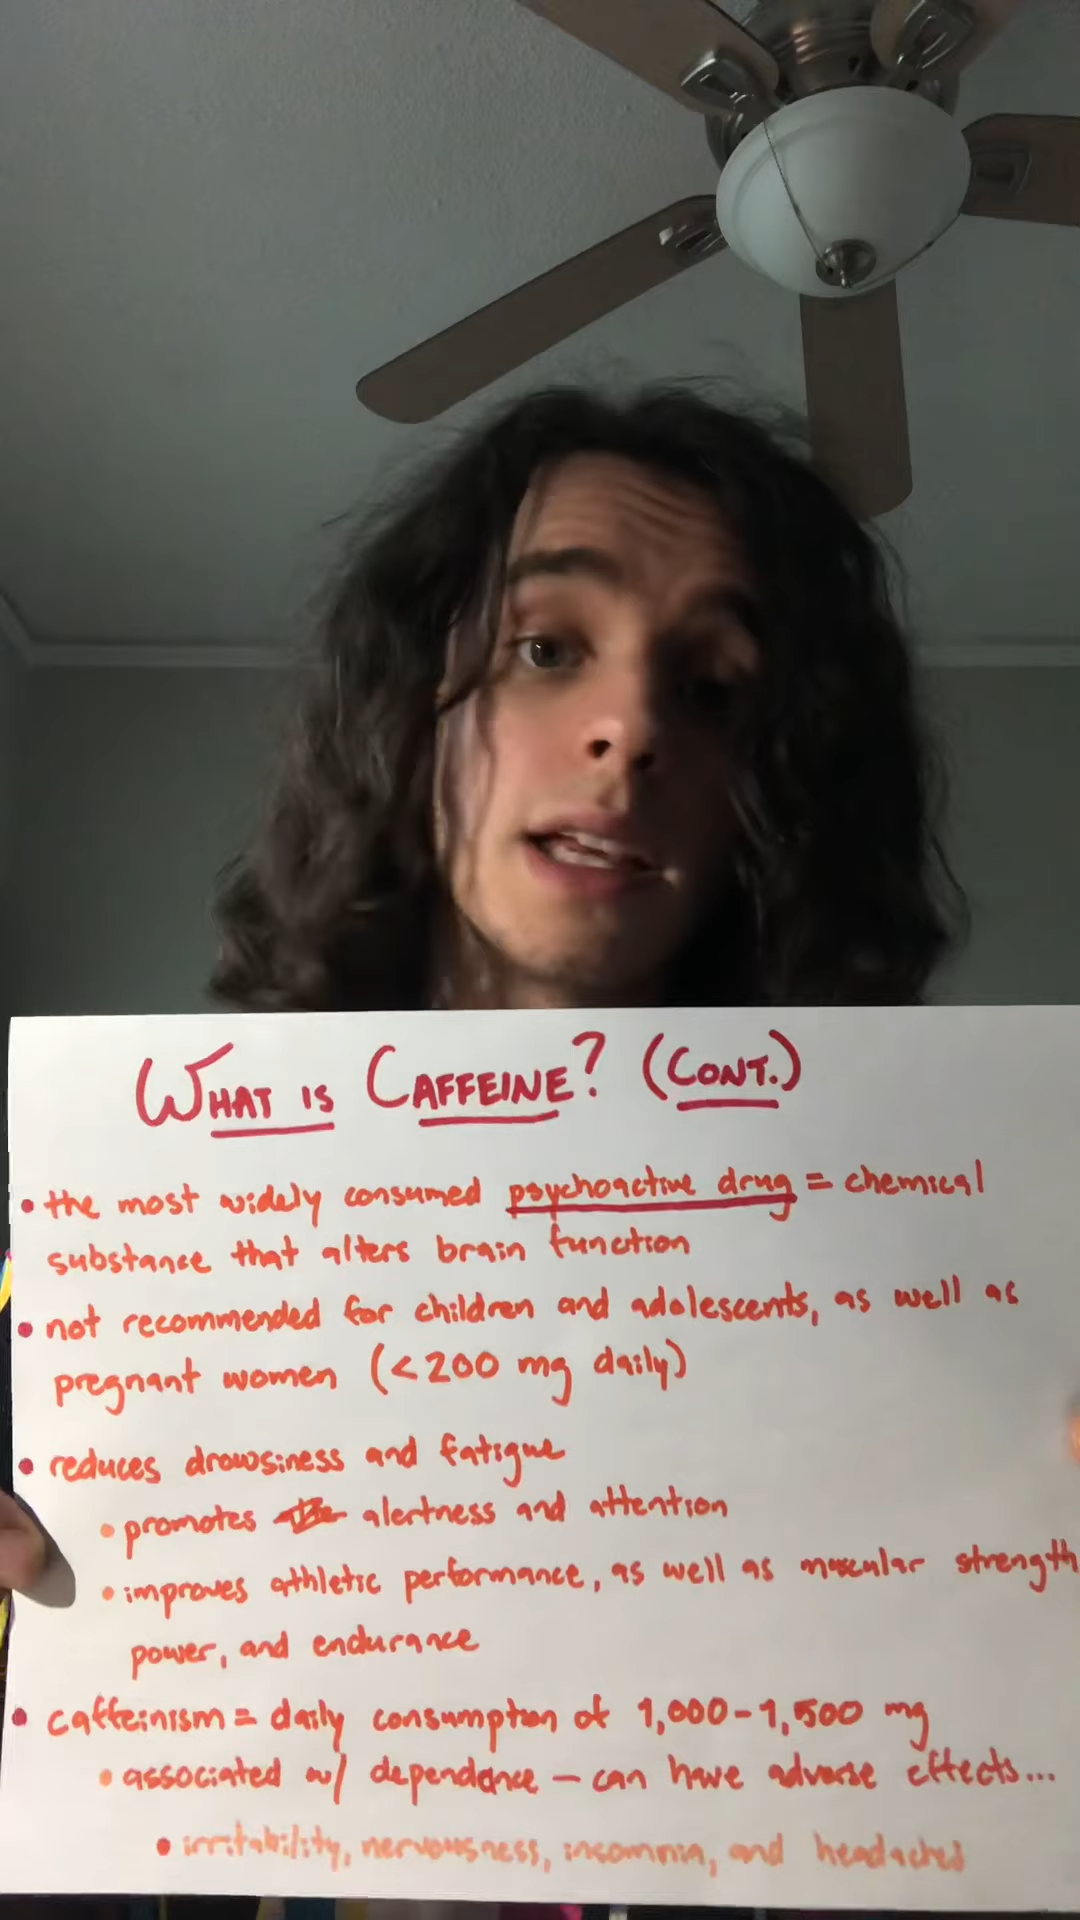 WHAT IS CAFFEINE? (CONT.)
• the most widely consumed psychoactive drug = chemical
substance that alters brain function
• not recommended for children and adolescents, as well as
pregnant women (<200 mg daily)
• reduces drowsiness and fatigue
• promotes alertness and attention
• improves athletic performance, as well as muscular strength
power, and endurance
• caffeinism = daily consumption of 1,000-1,500 mg
• associated w/ dependence – can have adverse effects...
• irritability, nervousness, insomnia, and headaches